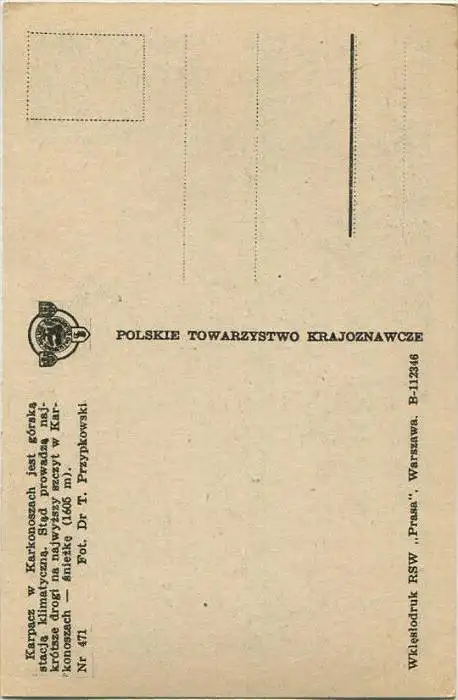 Karpacz w Karkonoszach jest górską
stacją klimatyczną. Stąd prowadzą naj-
krótsze drogi na najwyższy szczyt w Kar-
konoszach — Śnieżkę (1605 m).
Nr 471 Fot. Dr T. Przypkowski
POLSKIE TOWARZYSTWO KRAJOZNAWCZE
Wklęsłodruk RSW „Prasa", Warszawa. B-112346